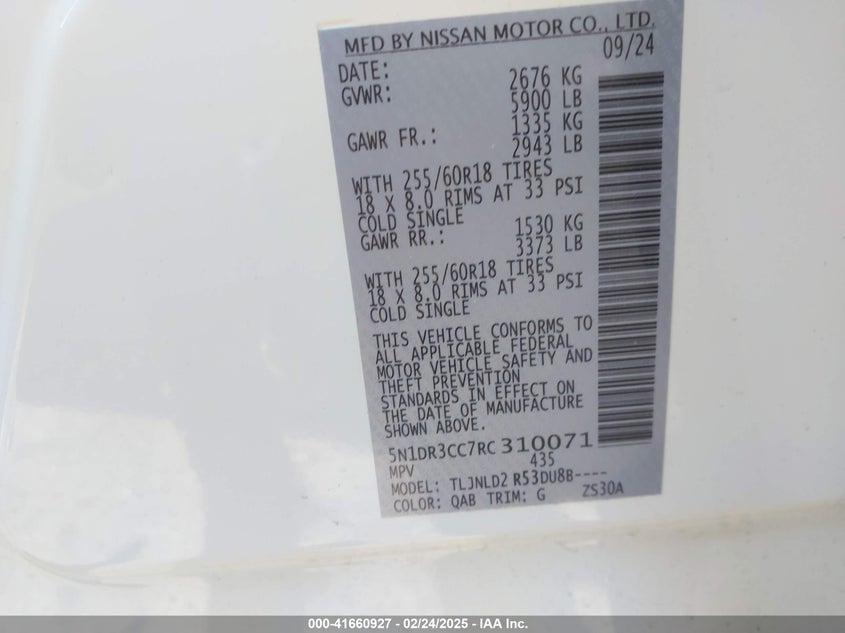 MFD BY NISSAN MOTOR CO., LTD.
DATE: 09/24
GVWR: 2676 KG
5900 LB
GAWR FR.: 1335 KG
2943 LB
WITH 255/60R18 TIRES
18 X 8.0 RIMS AT 33 PSI
COLD SINGLE
GAWR RR.: 1530 KG
3373 LB
WITH 255/60R18 TIRES
18 X 8.0 RIMS AT 33 PSI
COLD SINGLE
THIS VEHICLE CONFORMS TO
ALL APPLICABLE FEDERAL
MOTOR VEHICLE SAFETY AND
THEFT PREVENTION
STANDARDS IN EFFECT ON
THE DATE OF MANUFACTURE
SHOWN ABOVE.
5N1DR3CC7RC310071
MPV 435
MODEL: TLJNLD2 R53DU8B----
COLOR: QAB TRIM: G ZS30A
000-41660927 - 02/24/2025 - IAA Inc.